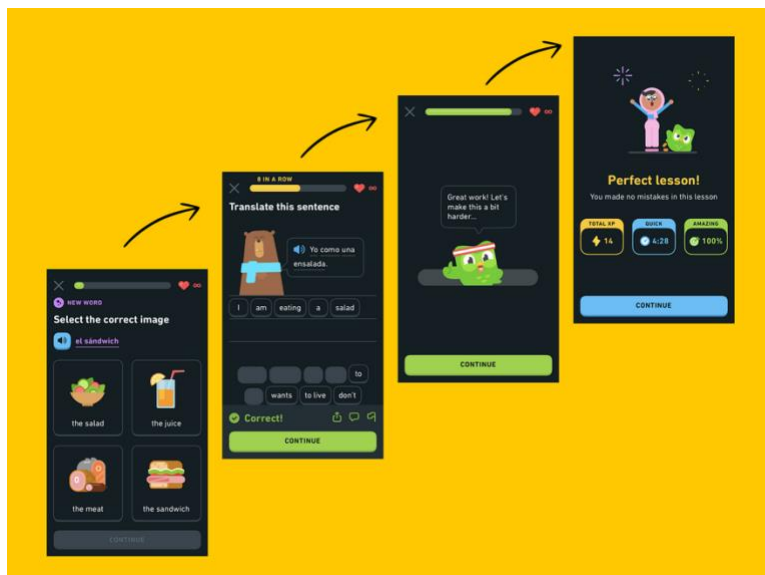 NEW WORD
Select the correct image
el sándwich
the salad
the juice
the meat
the sandwich
CONTINUE
8 IN A ROW
∞
Translate this sentence
Yo como una
ensalada.
I am eating a salad
to
wants to live don't
Correct!
CONTINUE
∞
Great work! Let's
make this a bit
harder...
CONTINUE
∞
Perfect lesson!
You made no mistakes in this lesson
TOTAL XP
14
QUICK
4:28
AMAZING
100%
CONTINUE